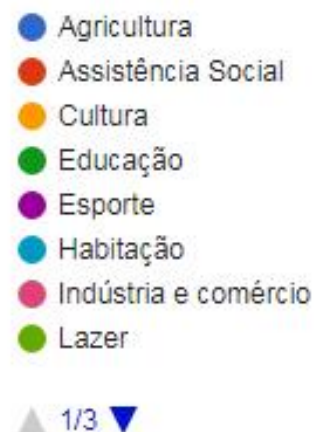 Agricultura
Assistência Social
Cultura
Educação
Esporte
Habitação
Indústria e comércio
Lazer
1/3